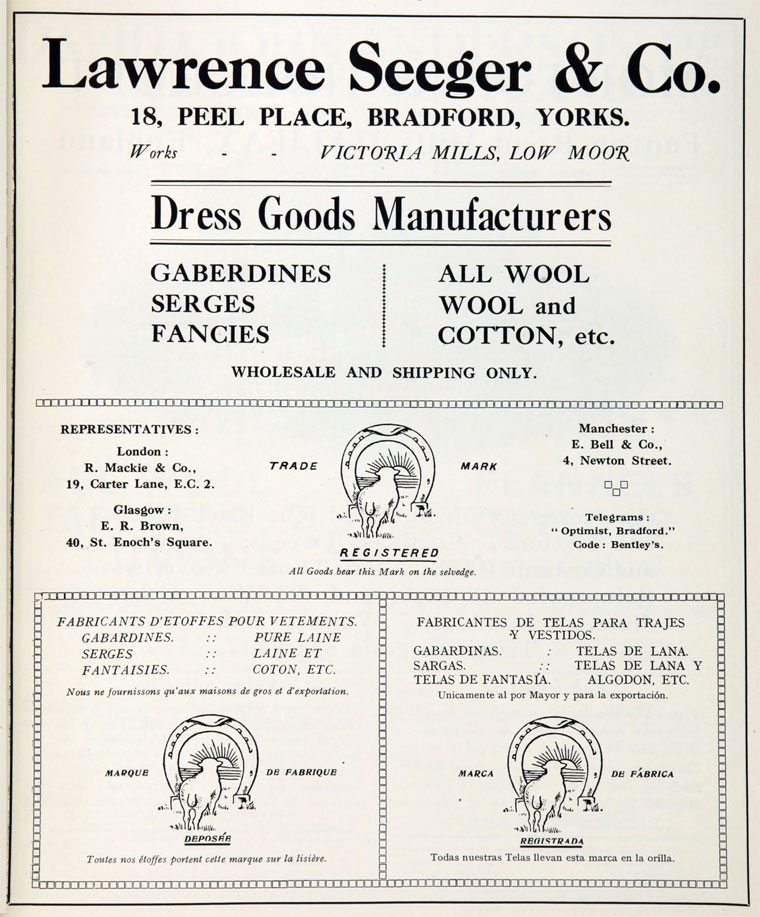 Lawrence Seeger & Co.
18, PEEL PLACE, BRADFORD, YORKS.
Works - - VICTORIA MILLS, LOW MOOR
Dress Goods Manufacturers
GABERDINES
SERGES
FANCIES
ALL WOOL
WOOL and
COTTON, etc.
WHOLESALE AND SHIPPING ONLY.
REPRESENTATIVES:
London:
R. Mackie & Co.,
19, Carter Lane, E.C. 2.
Glasgow:
E. R. Brown,
40, St. Enoch's Square.
TRADE MARK
REGISTERED
All Goods bear this Mark on the selvedge.
Manchester:
E. Bell & Co.,
4, Newton Street.
Telegrams:
"Optimist, Bradford."
Code: Bentley's.
FABRICANTS D'ETOFFES POUR VETEMENTS.
GABARDINES. :: PURE LAINE
SERGES :: LAINE ET
FANTAISIES. :: COTON, ETC.
Nous ne fournissons qu'aux maisons de gros et d'exportation.
MARQUE DE FABRIQUE
DEPOSÉE
Toutes nos étoffes portent cette marque sur la lisière.
FABRICANTES DE TELAS PARA TRAJES
Y VESTIDOS.
GABARDINAS. : TELAS DE LANA.
SARGAS. :: TELAS DE LANA Y
TELAS DE FANTASÍA. ALGODON, ETC.
Unicamente al por Mayor y para la exportación.
MARCA DE FÁBRICA
REGISTRADA
Todas nuestras Telas llevan esta marca en la orilla.